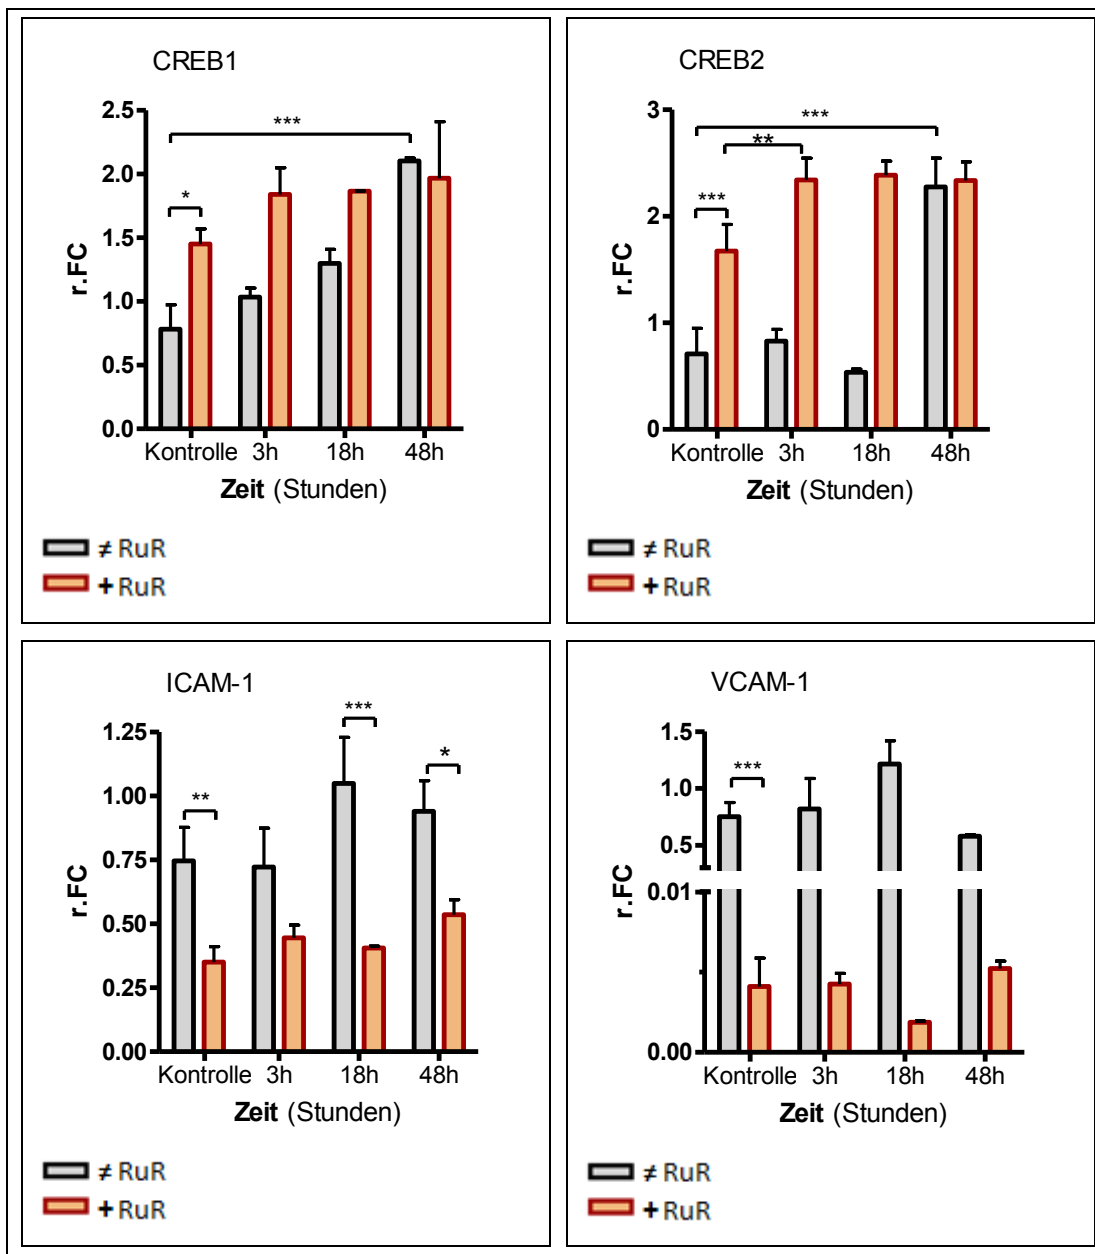 CREB1
r.FC
2.5
2.0
1.5
1.0
0.5
0.0
***
*
Kontrolle 3h 18h 48h
Zeit (Stunden)
≠ RuR
+ RuR
CREB2
r.FC
3
2
1
0
***
**
***
Kontrolle 3h 18h 48h
Zeit (Stunden)
≠ RuR
+ RuR
ICAM-1
r.FC
1.25
1.00
0.75
0.50
0.25
0.00
***
*
**
Kontrolle 3h 18h 48h
Zeit (Stunden)
≠ RuR
+ RuR
VCAM-1
r.FC
1.5
1.0
0.5
0.01
0.00
***
Kontrolle 3h 18h 48h
Zeit (Stunden)
≠ RuR
+ RuR